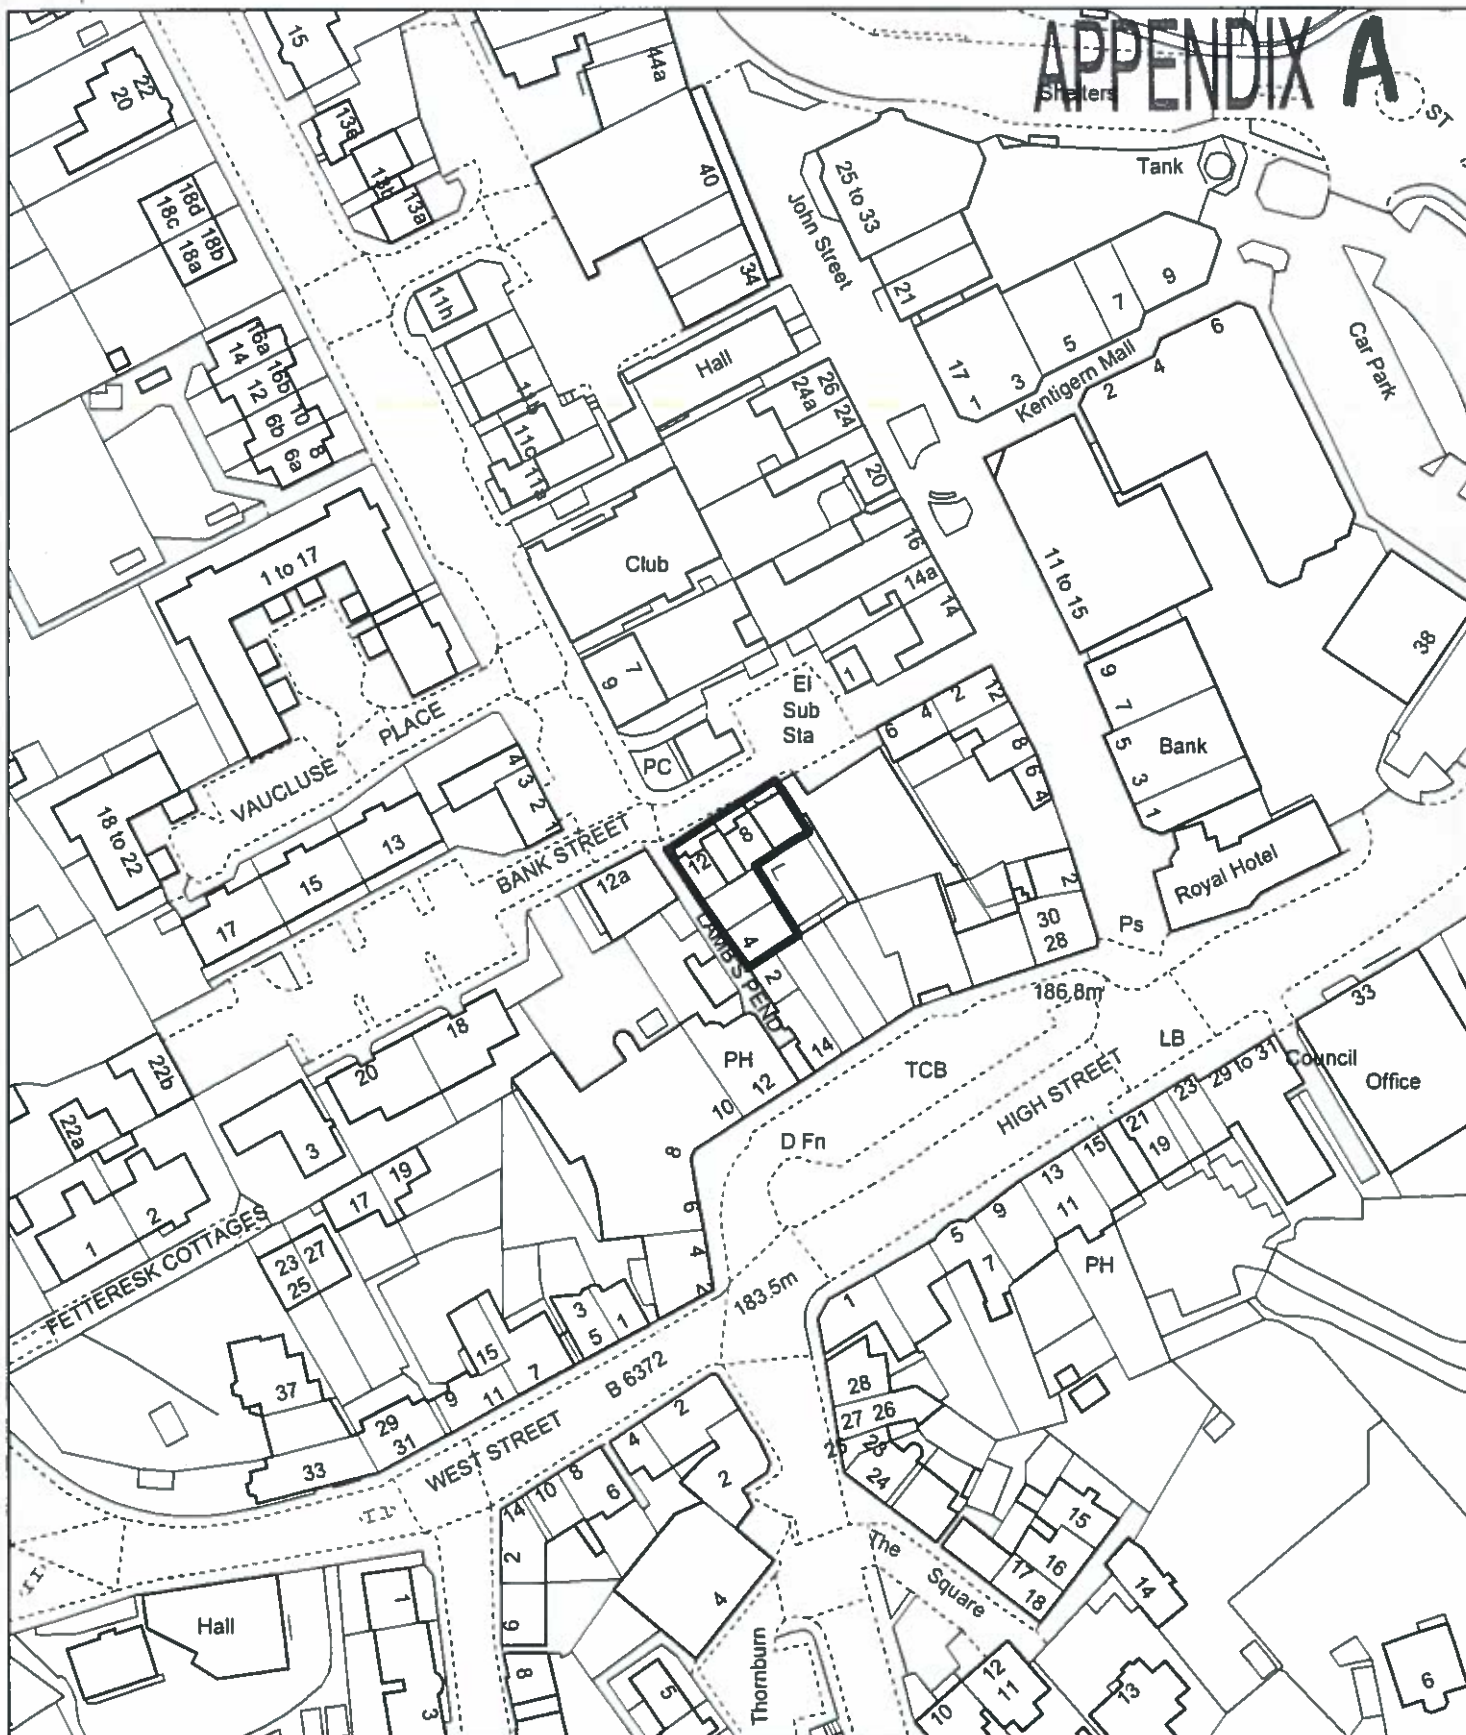 APPENDIX A
15
44a
Shelters
ST
22
20
13e
13b
13a
40
25 to 33
Tank
18d
18c
18b
18a
John Street
34
21
9
7
5
6
4
2
11h
Hall
17
3
1
Kentigern Mall
Car Park
16a
14
16b
12
10
6b
8
6a
11c
11a
26
24a
24
20
Club
16
14a
14
11 to 15
1 to 17
38
9
7
1
El
Sub
Sta
2
12
4
6
8
6
4
9
7
5
Bank
3
1
PLACE
VAUCLUSE
PC
4
3
2
1
18 to 22
13
15
17
BANK STREET
12a
12
8
4
LAMB'S PEND
2
Royal Hotel
2
30
28
Ps
186.8m
33
18
20
22b
22a
PH
14
12
10
TCB
LB
HIGH STREET
Council
Office
29 to 31
23
21
19
15
13
11
9
5
7
PH
D Fn
8
6
4
3
19
17
2
1
FETTERESK COTTAGES
23
27
25
3
5
1
183.5m
1
37
15
7
11
9
29
31
33
B 6372
WEST STREET
28
27
26
25
23
24
2
4
2
8
10
6
14
2
6
8
4
The
Square
15
16
17
18
14
Hall
1
3
5
Thornburn
12
11
10
13
6